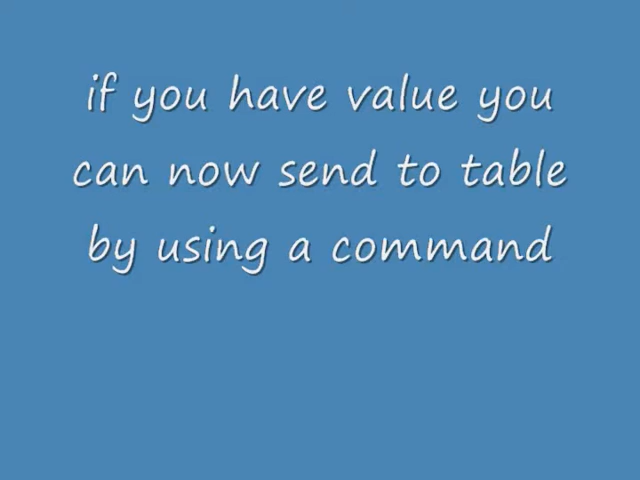 if you have value you
can now send to table
by using a command